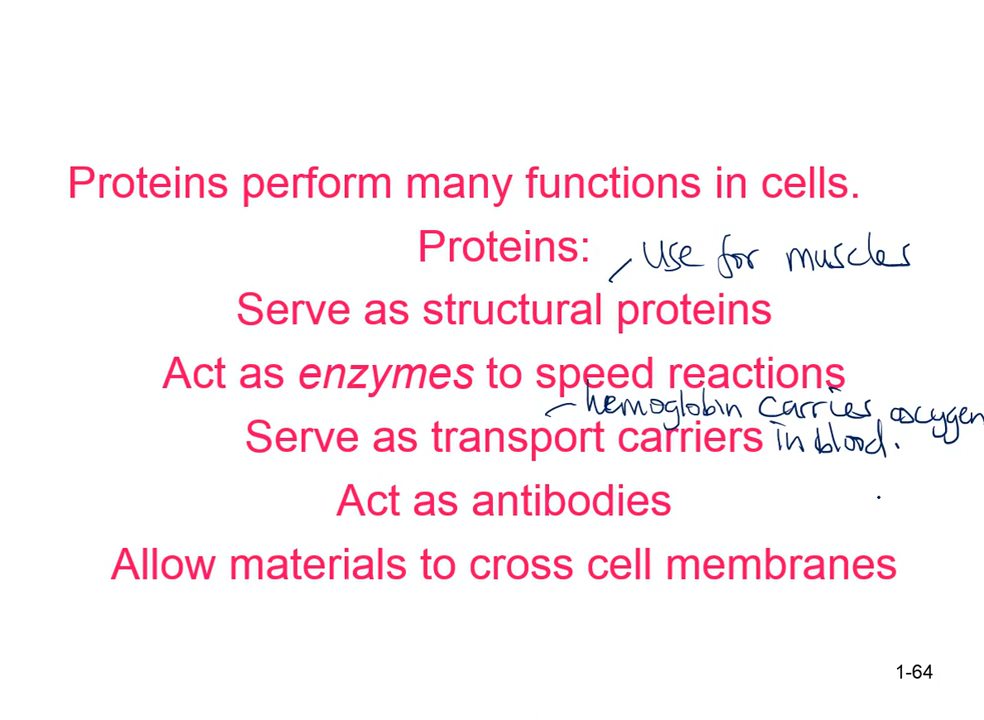 Proteins perform many functions in cells.
Proteins:
use for muscles
Serve as structural proteins
Act as enzymes to speed reactions
hemoglobin carries oxygen
in blood.
Serve as transport carriers
Act as antibodies
Allow materials to cross cell membranes
1-64